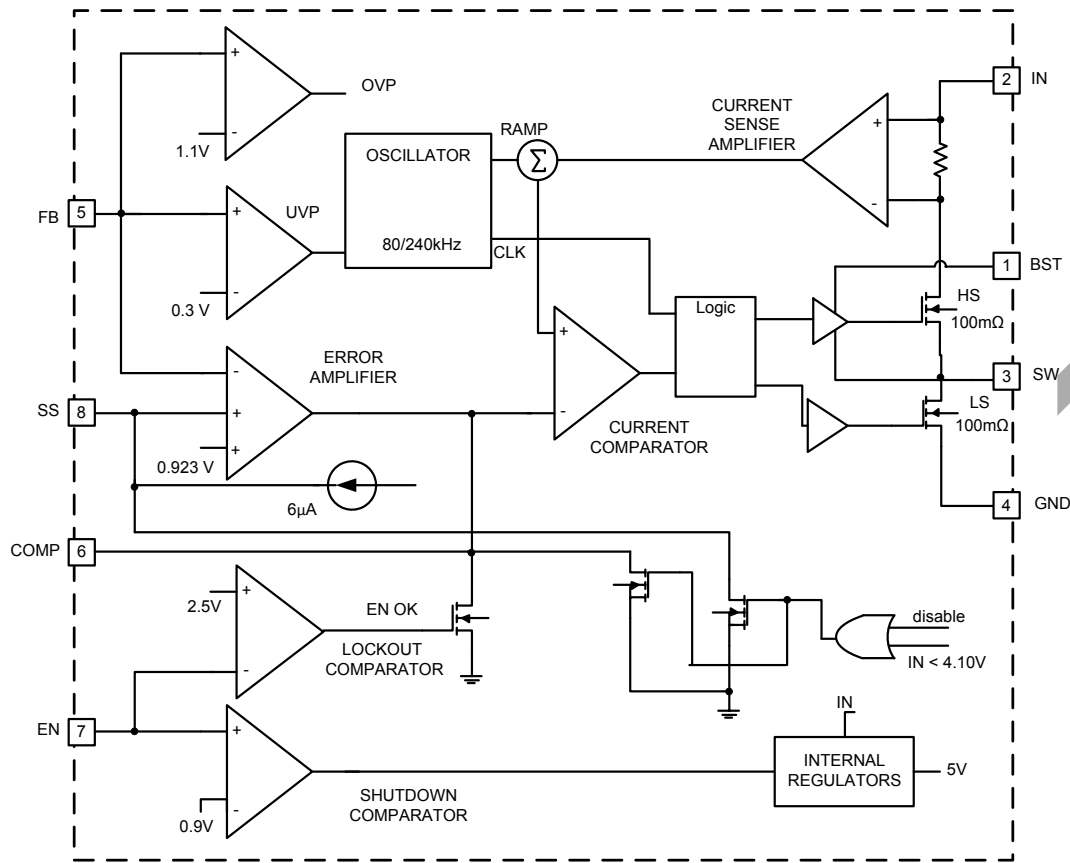 OVP
1.1V
OSCILLATOR
80/240kHz
RAMP
Σ
CURRENT
SENSE
AMPLIFIER
+
-
2 IN
FB 5
+
-
UVP
+
-
0.3 V
CLK
1 BST
Logic
HS
100mΩ
ERROR
AMPLIFIER
-
+
+
SS 8
0.923 V
+
-
CURRENT
COMPARATOR
3 SW
LS
100mΩ
6µA
4 GND
COMP 6
2.5V
+
-
EN OK
LOCKOUT
COMPARATOR
disable
IN < 4.10V
EN 7
+
-
0.9V
SHUTDOWN
COMPARATOR
IN
INTERNAL
REGULATORS
5V